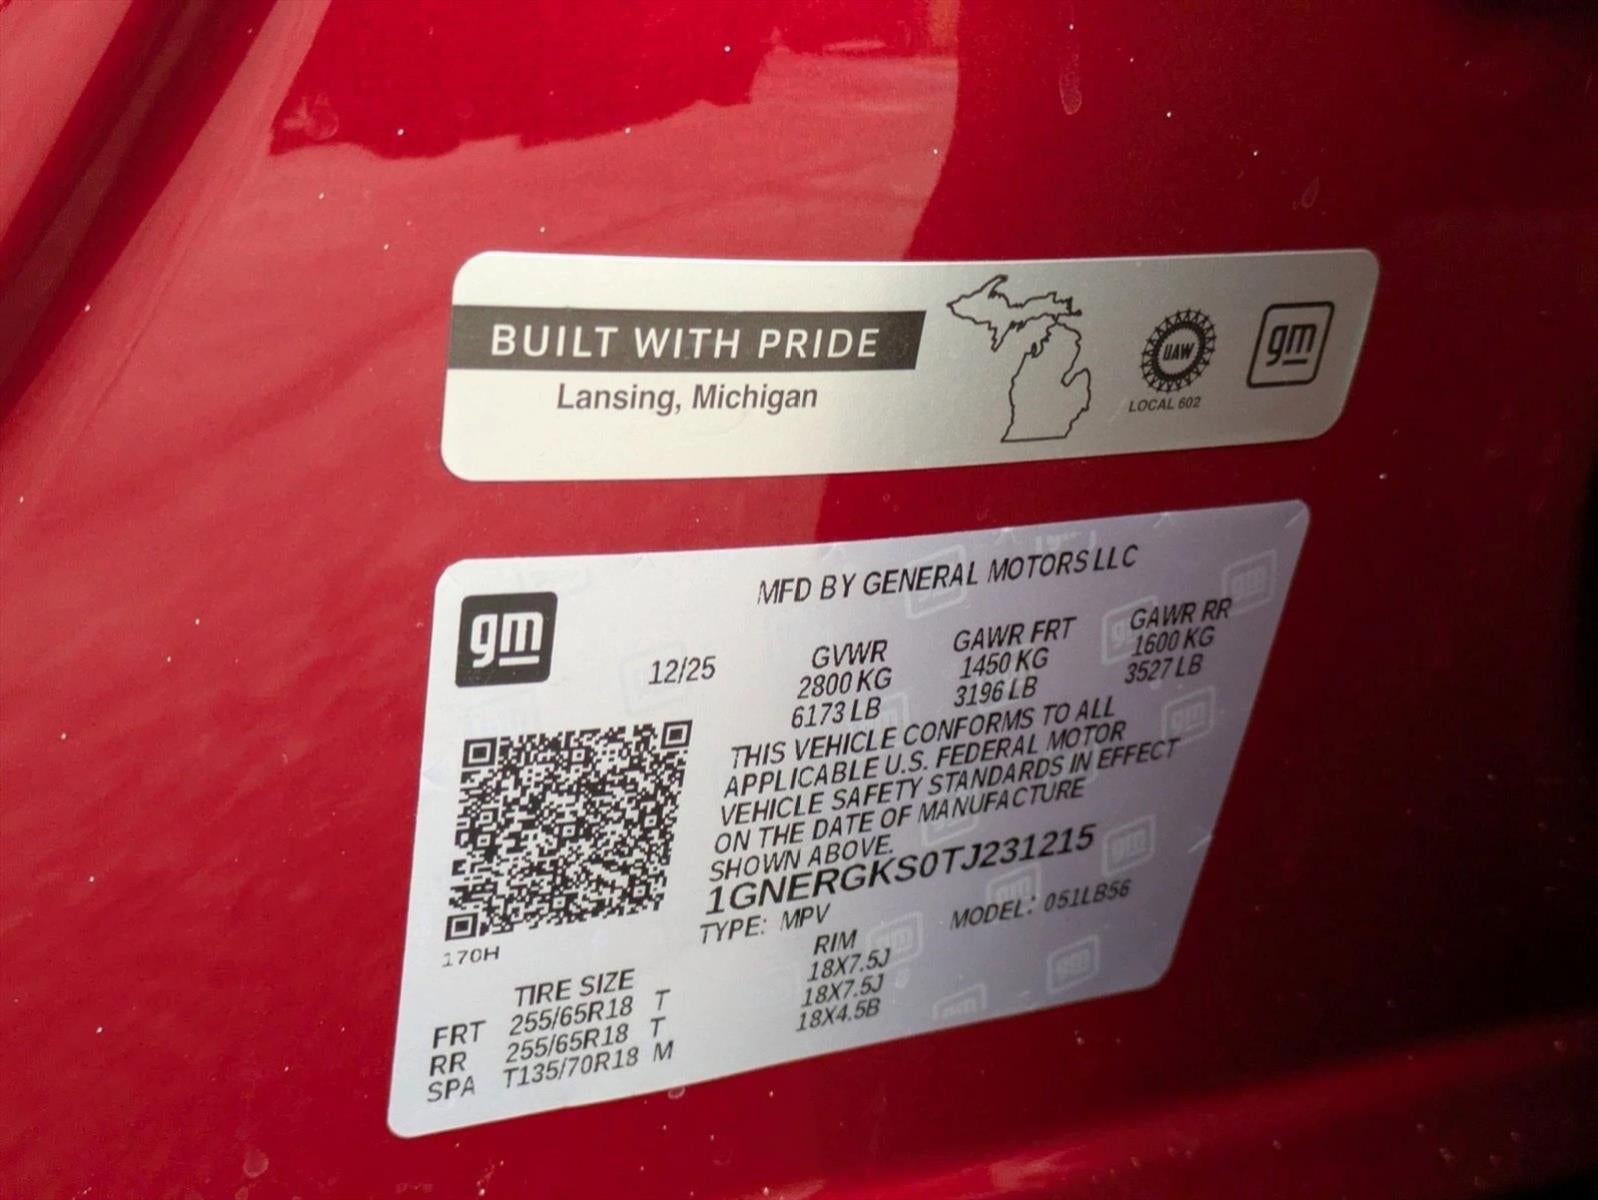 BUILT WITH PRIDE
Lansing, Michigan
UAW
LOCAL 602
gm
MFD BY GENERAL MOTORS LLC
gm
12/25
GVWR GAWR FRT GAWR RR
2800 KG 1450 KG 1600 KG
6173 LB 3196 LB 3527 LB
THIS VEHICLE CONFORMS TO ALL
APPLICABLE U.S. FEDERAL MOTOR
VEHICLE SAFETY STANDARDS IN EFFECT
ON THE DATE OF MANUFACTURE
SHOWN ABOVE.
1GNERGKS0TJ231215
TYPE: MPV MODEL: 051LB56
170H
TIRE SIZE RIM
FRT 255/65R18 T 18X7.5J
RR 255/65R18 T 18X7.5J
SPA T135/70R18 M 18X4.5B